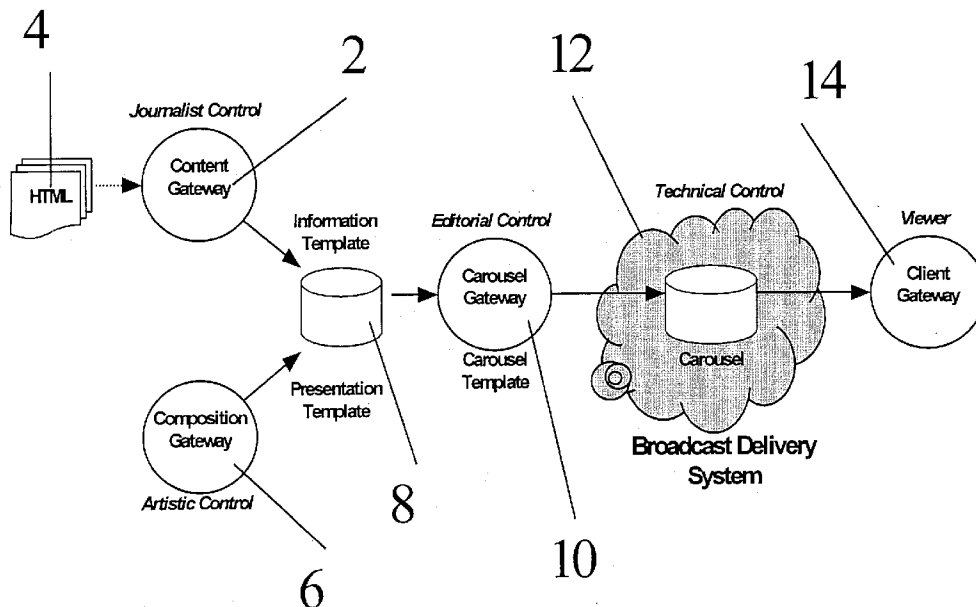 4
2
12
14
Journalist Control
HTML
Content
Gateway
Information
Template
Editorial Control
Technical Control
Viewer
Carousel
Gateway
Client
Gateway
Carousel
Carousel
Template
Presentation
Template
Composition
Gateway
Artistic Control
Broadcast Delivery
System
8
10
6